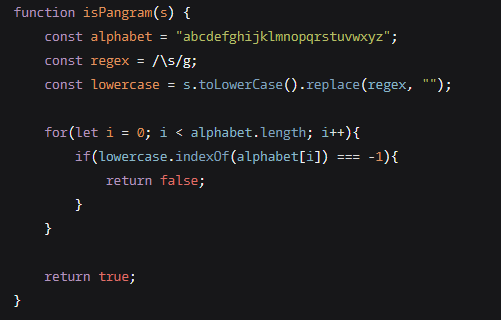 function isPangram(s) {
    const alphabet = "abcdefghijklmnopqrstuvwxyz";
    const regex = /\s/g;
    const lowercase = s.toLowerCase().replace(regex, "");

    for(let i = 0; i < alphabet.length; i++){
        if(lowercase.indexOf(alphabet[i]) === -1){
            return false;
        }
    }

    return true;
}